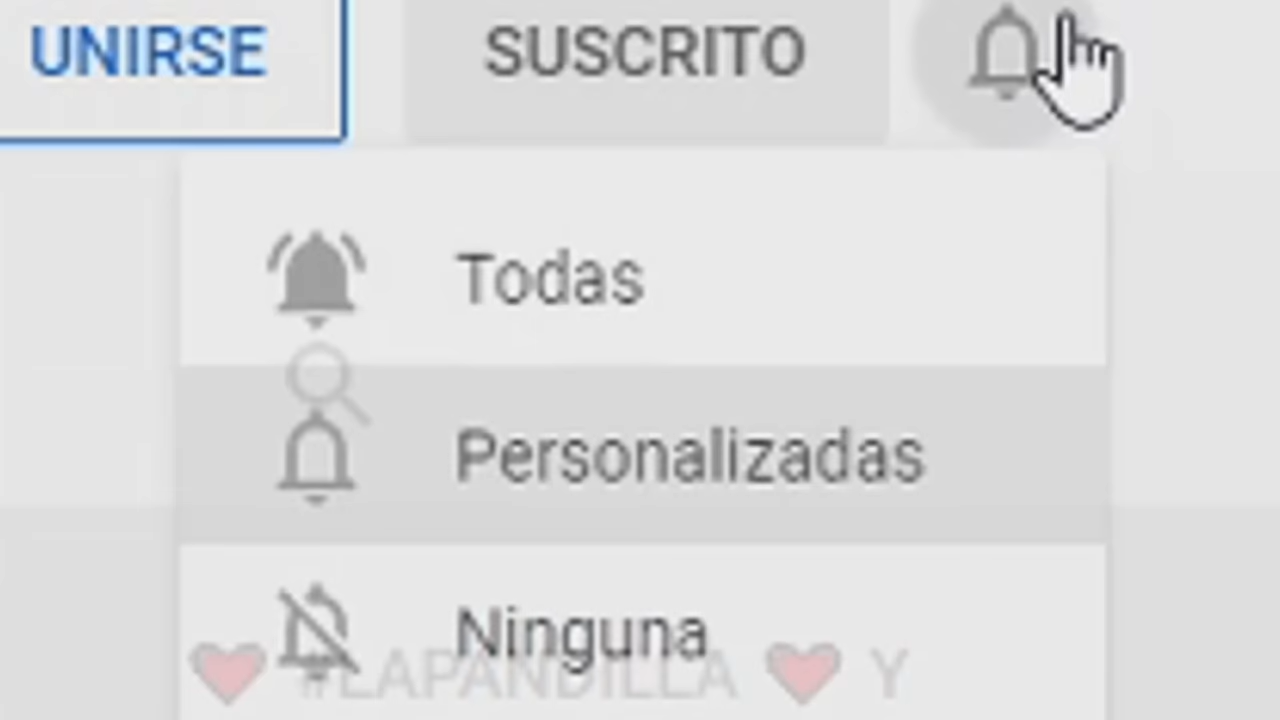 UNIRSE SUSCRITO
Todas
Personalizadas
Ninguna
#LAPANDILLA Y